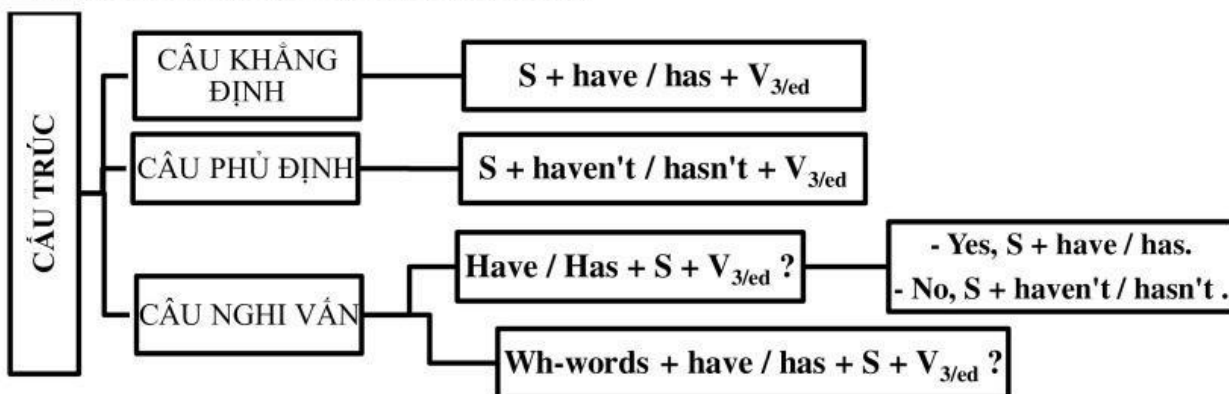 CẤU TRÚC
CÂU KHẲNG
ĐỊNH
S + have / has + V3/ed
CÂU PHỦ ĐỊNH
S + haven't / hasn't + V3/ed
CÂU NGHI VẤN
Have / Has + S + V3/ed ?
- Yes, S + have / has.
- No, S + haven't / hasn't .
Wh-words + have / has + S + V3/ed ?